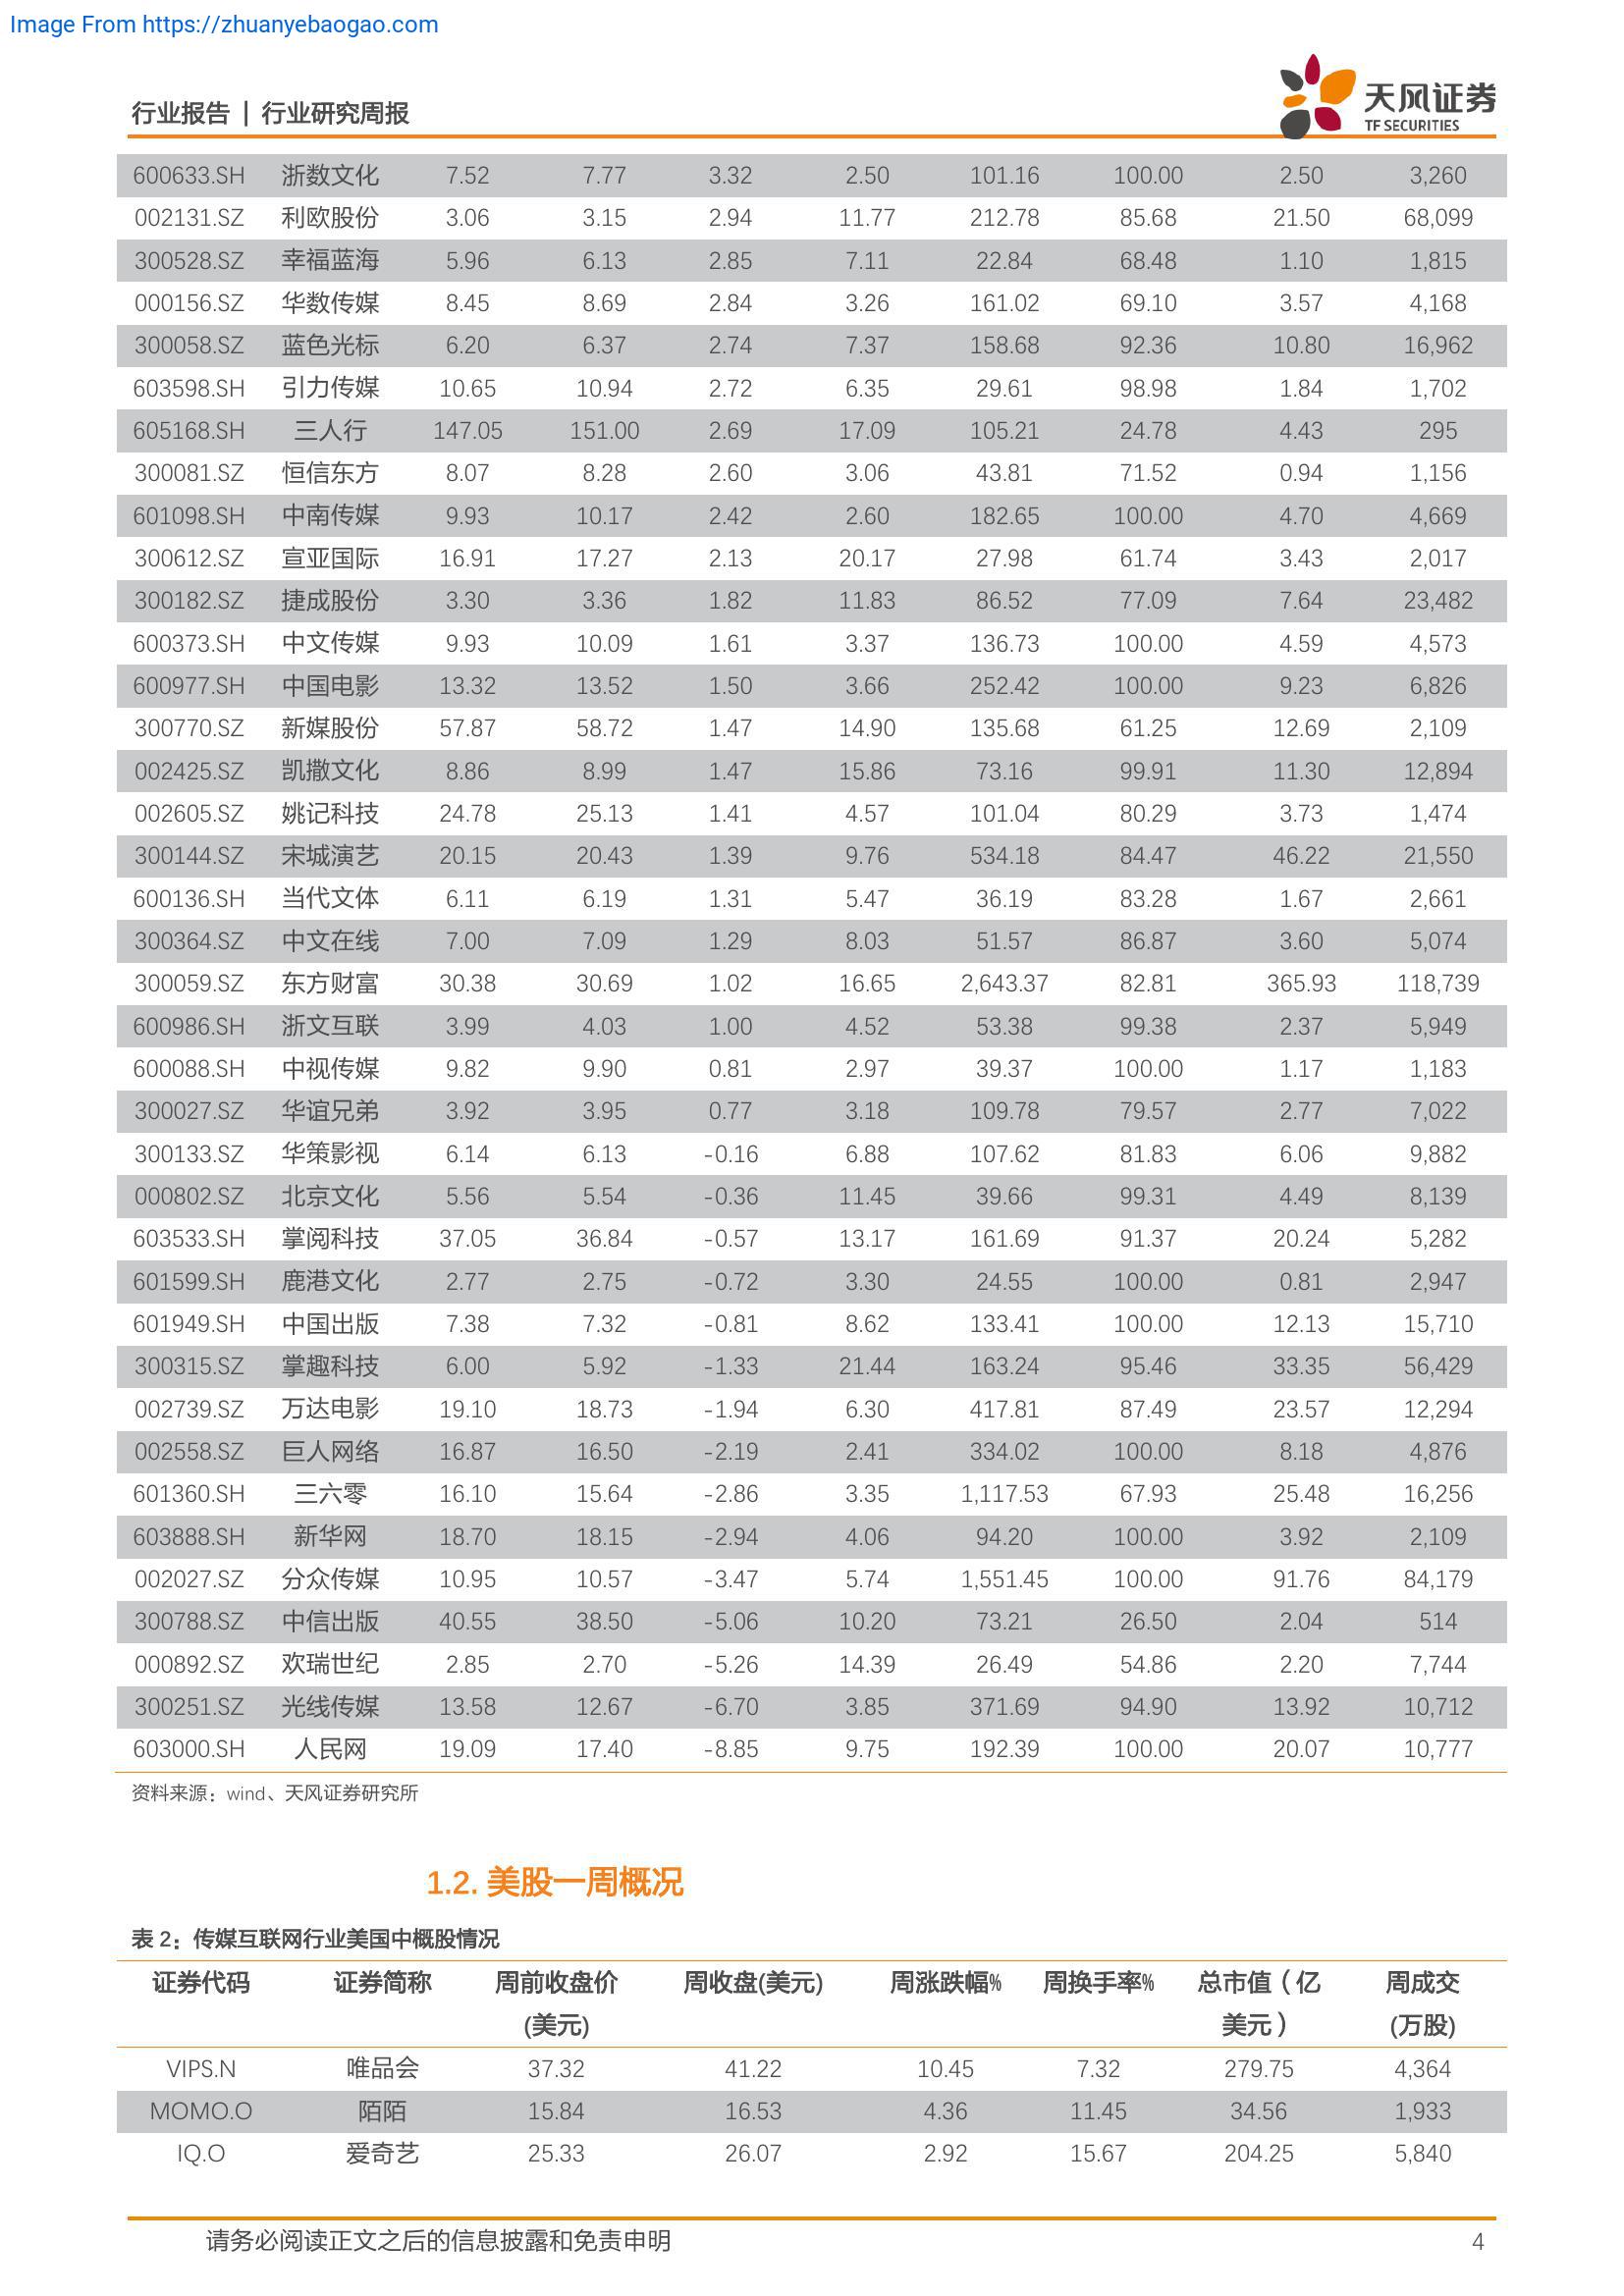 Image From https://zhuanyebaogao.com
行业报告 | 行业研究周报
天风证券
TF SECURITIES
600633.SH 浙数文化 7.52 7.77 3.32 2.50 101.16 100.00 2.50 3,260
002131.SZ 利欧股份 3.06 3.15 2.94 11.77 212.78 85.68 21.50 68,099
300528.SZ 幸福蓝海 5.96 6.13 2.85 7.11 22.84 68.48 1.10 1,815
000156.SZ 华数传媒 8.45 8.69 2.84 3.26 161.02 69.10 3.57 4,168
300058.SZ 蓝色光标 6.20 6.37 2.74 7.37 158.68 92.36 10.80 16,962
603598.SH 引力传媒 10.65 10.94 2.72 6.35 29.61 98.98 1.84 1,702
605168.SH 三人行 147.05 151.00 2.69 17.09 105.21 24.78 4.43 295
300081.SZ 恒信东方 8.07 8.28 2.60 3.06 43.81 71.52 0.94 1,156
601098.SH 中南传媒 9.93 10.17 2.42 2.60 182.65 100.00 4.70 4,669
300612.SZ 宣亚国际 16.91 17.27 2.13 20.17 27.98 61.74 3.43 2,017
300182.SZ 捷成股份 3.30 3.36 1.82 11.83 86.52 77.09 7.64 23,482
600373.SH 中文传媒 9.93 10.09 1.61 3.37 136.73 100.00 4.59 4,573
600977.SH 中国电影 13.32 13.52 1.50 3.66 252.42 100.00 9.23 6,826
300770.SZ 新媒股份 57.87 58.72 1.47 14.90 135.68 61.25 12.69 2,109
002425.SZ 凯撒文化 8.86 8.99 1.47 15.86 73.16 99.91 11.30 12,894
002605.SZ 姚记科技 24.78 25.13 1.41 4.57 101.04 80.29 3.73 1,474
300144.SZ 宋城演艺 20.15 20.43 1.39 9.76 534.18 84.47 46.22 21,550
600136.SH 当代文体 6.11 6.19 1.31 5.47 36.19 83.28 1.67 2,661
300364.SZ 中文在线 7.00 7.09 1.29 8.03 51.57 86.87 3.60 5,074
300059.SZ 东方财富 30.38 30.69 1.02 16.65 2,643.37 82.81 365.93 118,739
600986.SH 浙文互联 3.99 4.03 1.00 4.52 53.38 99.38 2.37 5,949
600088.SH 中视传媒 9.82 9.90 0.81 2.97 39.37 100.00 1.17 1,183
300027.SZ 华谊兄弟 3.92 3.95 0.77 3.18 109.78 79.57 2.77 7,022
300133.SZ 华策影视 6.14 6.13 -0.16 6.88 107.62 81.83 6.06 9,882
000802.SZ 北京文化 5.56 5.54 -0.36 11.45 39.66 99.31 4.49 8,139
603533.SH 掌阅科技 37.05 36.84 -0.57 13.17 161.69 91.37 20.24 5,282
601599.SH 鹿港文化 2.77 2.75 -0.72 3.30 24.55 100.00 0.81 2,947
601949.SH 中国出版 7.38 7.32 -0.81 8.62 133.41 100.00 12.13 15,710
300315.SZ 掌趣科技 6.00 5.92 -1.33 21.44 163.24 95.46 33.35 56,429
002739.SZ 万达电影 19.10 18.73 -1.94 6.30 417.81 87.49 23.57 12,294
002558.SZ 巨人网络 16.87 16.50 -2.19 2.41 334.02 100.00 8.18 4,876
601360.SH 三六零 16.10 15.64 -2.86 3.35 1,117.53 67.93 25.48 16,256
603888.SH 新华网 18.70 18.15 -2.94 4.06 94.20 100.00 3.92 2,109
002027.SZ 分众传媒 10.95 10.57 -3.47 5.74 1,551.45 100.00 91.76 84,179
300788.SZ 中信出版 40.55 38.50 -5.06 10.20 73.21 26.50 2.04 514
000892.SZ 欢瑞世纪 2.85 2.70 -5.26 14.39 26.49 54.86 2.20 7,744
300251.SZ 光线传媒 13.58 12.67 -6.70 3.85 371.69 94.90 13.92 10,712
603000.SH 人民网 19.09 17.40 -8.85 9.75 192.39 100.00 20.07 10,777
资料来源：wind、天风证券研究所
1.2. 美股一周概况
表 2：传媒互联网行业美国中概股情况
证券代码 证券简称 周前收盘价 周收盘(美元) 周涨跌幅% 周换手率% 总市值（亿 周成交
(美元) 美元） (万股)
VIPS.N 唯品会 37.32 41.22 10.45 7.32 279.75 4,364
MOMO.O 陌陌 15.84 16.53 4.36 11.45 34.56 1,933
IQ.O 爱奇艺 25.33 26.07 2.92 15.67 204.25 5,840
请务必阅读正文之后的信息披露和免责申明 4